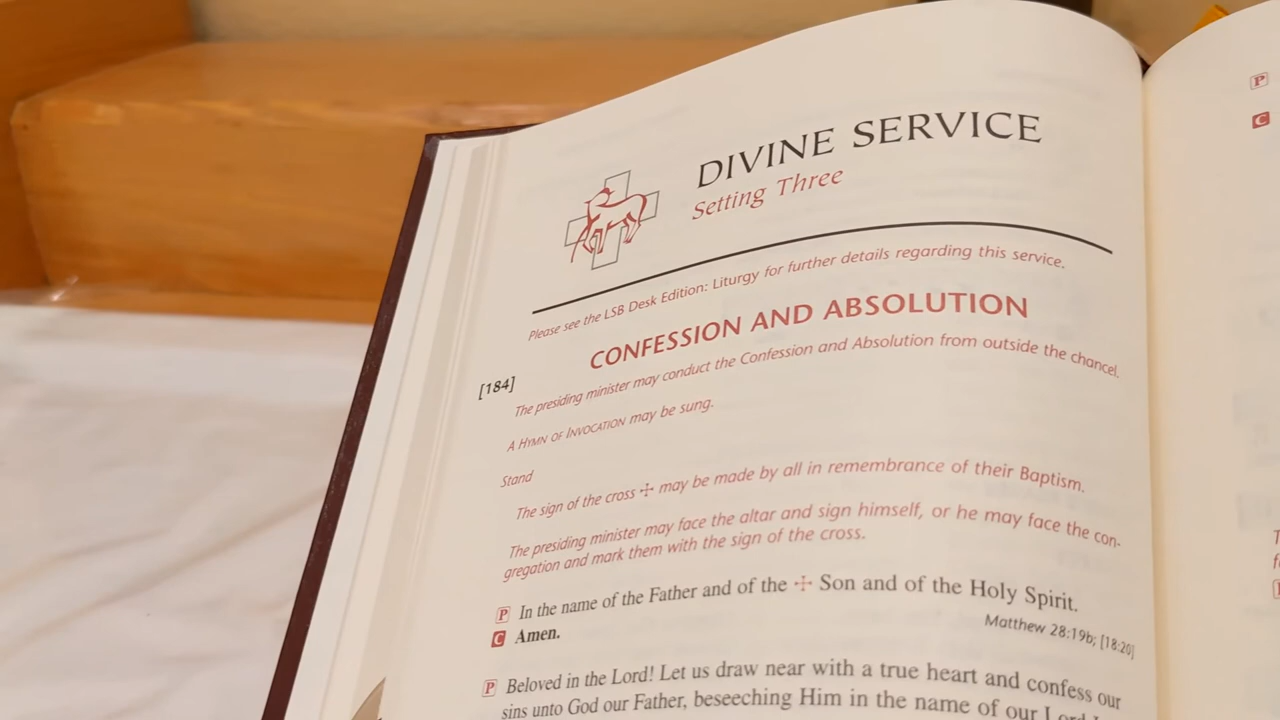 DIVINE SERVICE
Setting Three
Please see the LSB Desk Edition: Liturgy for further details regarding this service.
CONFESSION AND ABSOLUTION
[184]
The presiding minister may conduct the Confession and Absolution from outside the chancel.
A HYMN OF INVOCATION may be sung.
Stand
The sign of the cross ✢ may be made by all in remembrance of their Baptism.
The presiding minister may face the altar and sign himself, or he may face the con-
gregation and mark them with the sign of the cross.
P In the name of the Father and of the ✢ Son and of the Holy Spirit.
Matthew 28:19b; [18:20]
C Amen.
P Beloved in the Lord! Let us draw near with a true heart and confess our
sins unto God our Father, beseeching Him in the name of our Lord
P
C